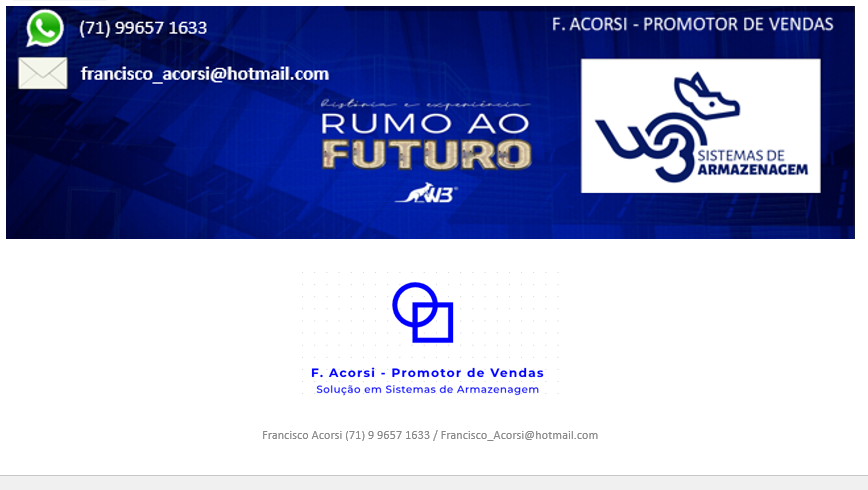 (71) 99657 1633
F. ACORSI - PROMOTOR DE VENDAS
francisco_acorsi@hotmail.com
história e experiência
RUMO AO
FUTURO
W3
W3 SISTEMAS DE
ARMAZENAGEM
F. Acorsi - Promotor de Vendas
Solução em Sistemas de Armazenagem
Francisco Acorsi (71) 9 9657 1633 / Francisco_Acorsi@hotmail.com